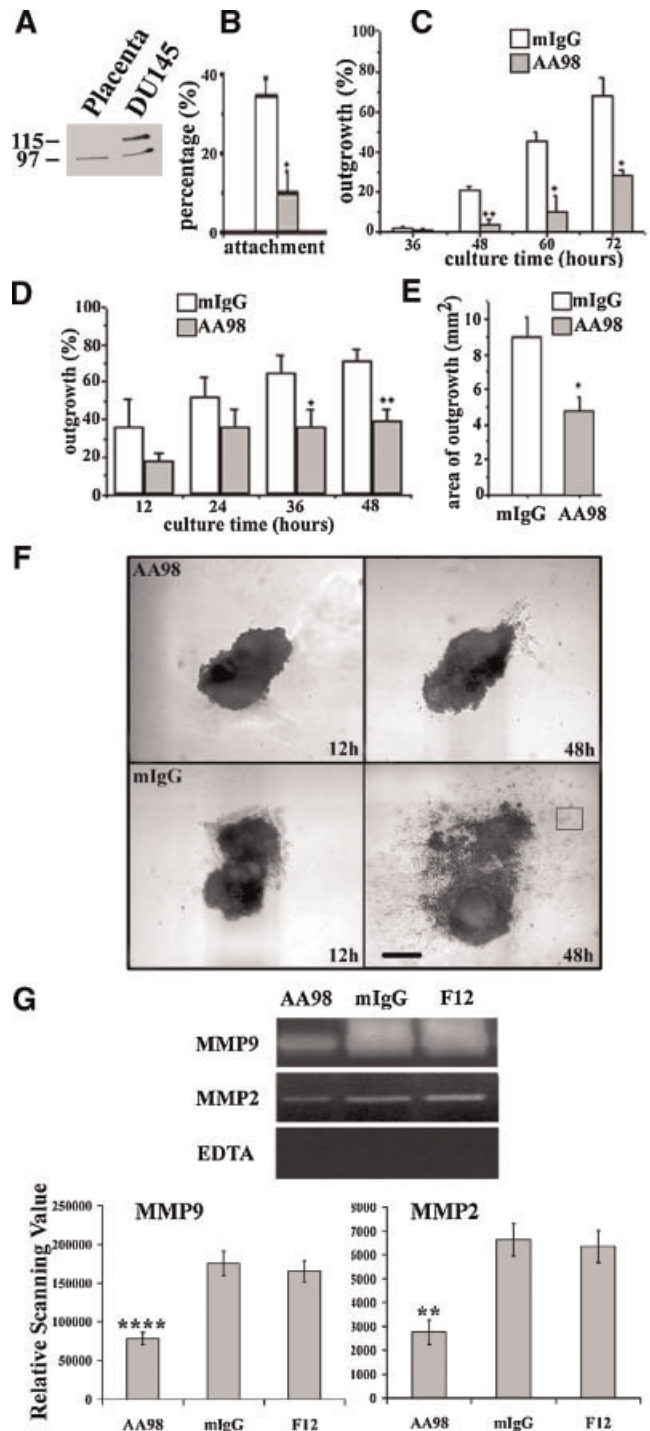 A
Placenta
DU145
115
97
B
percentage (%)
40
20
0
attachment
C
mIgG
AA98
outgrowth (%)
100
80
60
40
20
0
36
48
60
72
culture time (hours)
D
mIgG
AA98
outgrowth (%)
100
80
60
40
20
0
12
24
36
48
culture time (hours)
E
mIgG
AA98
area of outgrowth (mm²)
10
8
6
4
2
0
mIgG
AA98
F
AA98
12h
48h
mIgG
12h
48h
G
AA98 mIgG F12
MMP9
MMP2
EDTA
Relative Scanning Value
MMP9
250000
200000
150000
100000
50000
0
****
AA98 mIgG F12
MMP2
8000
7000
6000
5000
4000
3000
2000
1000
0
**
AA98 mIgG F12